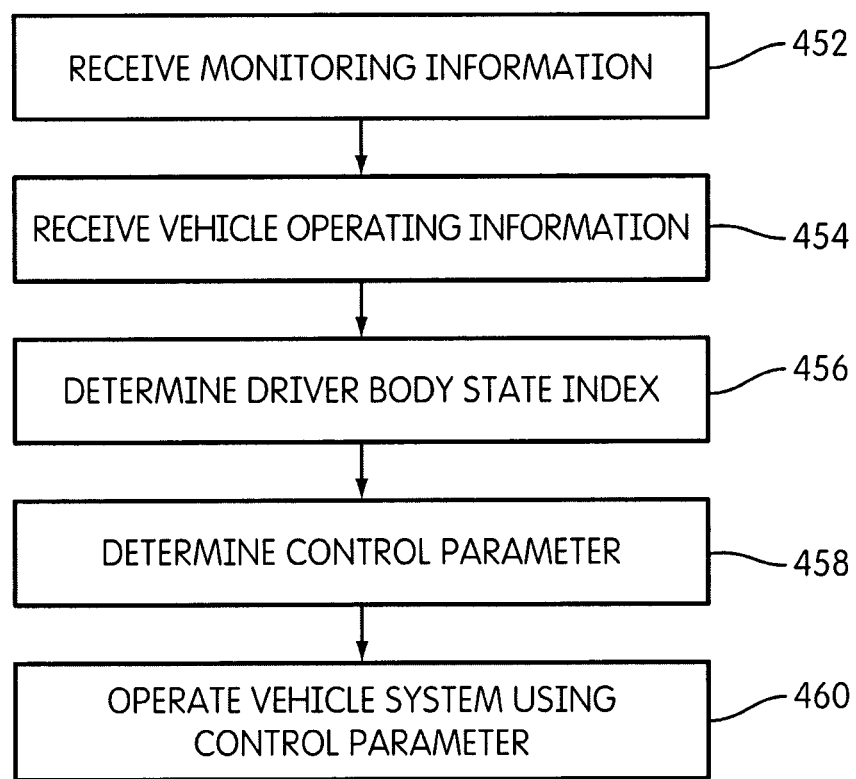 RECEIVE MONITORING INFORMATION
452
RECEIVE VEHICLE OPERATING INFORMATION
454
DETERMINE DRIVER BODY STATE INDEX
456
DETERMINE CONTROL PARAMETER
458
OPERATE VEHICLE SYSTEM USING
CONTROL PARAMETER
460